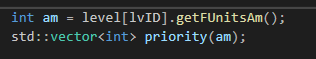 int am = level[lvID].getFUnitsAm();
std::vector<int> priority(am);